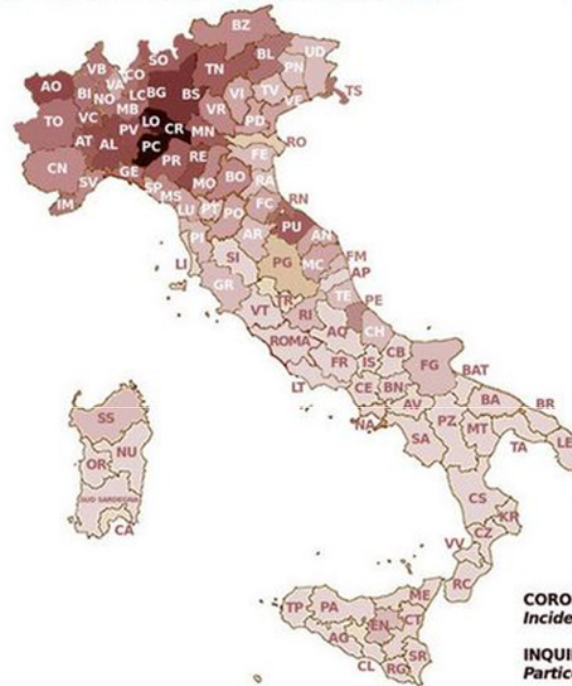 BZ
SO
VB
BL
UD
CO
TN
PN
AO
VA
LC
BG
BI
NO
BS
VI
TV
TS
MB
VE
TO
VC
LO
VR
PD
PV
CR
MN
AT
AL
PC
RO
PR
RE
FE
CN
GE
SV
SP
MO
BO
RA
MS
IM
LU
PT
PO
FC
RN
PU
PI
AR
AN
LI
SI
PG
MC
FM
AP
GR
TR
TE
PE
VT
RI
AQ
CH
ROMA
CB
FR
IS
FG
BAT
LT
CE
BN
BA
SS
AV
BR
NA
PZ
MT
SA
TA
LE
NU
OR
SUD SARDEGNA
CS
KR
CA
CZ
VV
RC
ME
TP
PA
EN
CT
AG
SR
CL
RG
CORO
Incide
INQUI
Partic